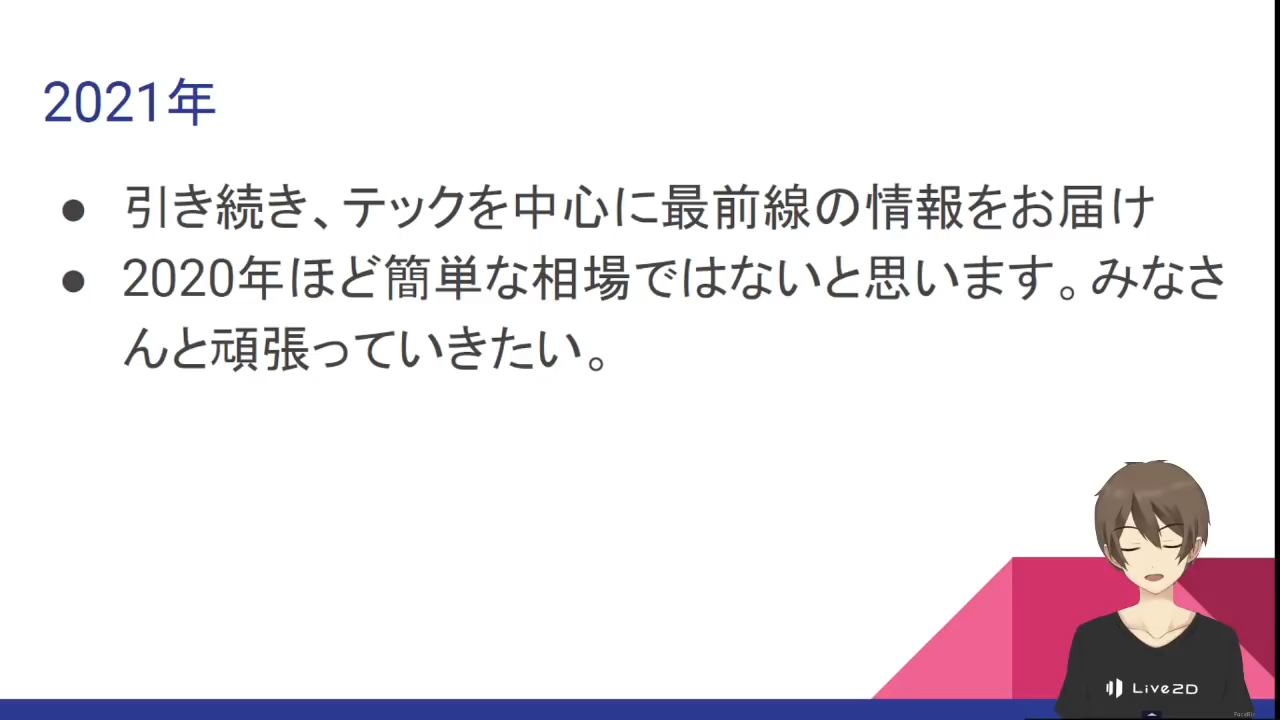 2021年
● 引き続き、テックを中心に最前線の情報をお届け
● 2020年ほど簡単な相場ではないと思います。みなさ
んと頑張っていきたい。
Live2D